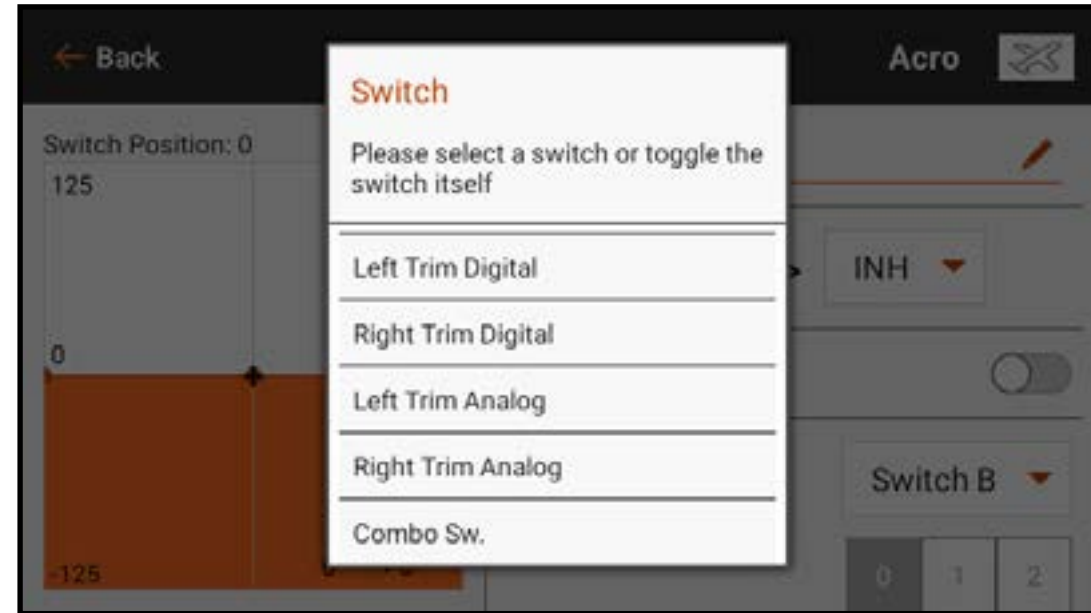 Back
Acro
Switch
Please select a switch or toggle the
switch itself
Left Trim Digital
Right Trim Digital
Left Trim Analog
Right Trim Analog
Combo Sw.
Switch Position: 0
125
0
-125
INH
Switch B
0 1 2